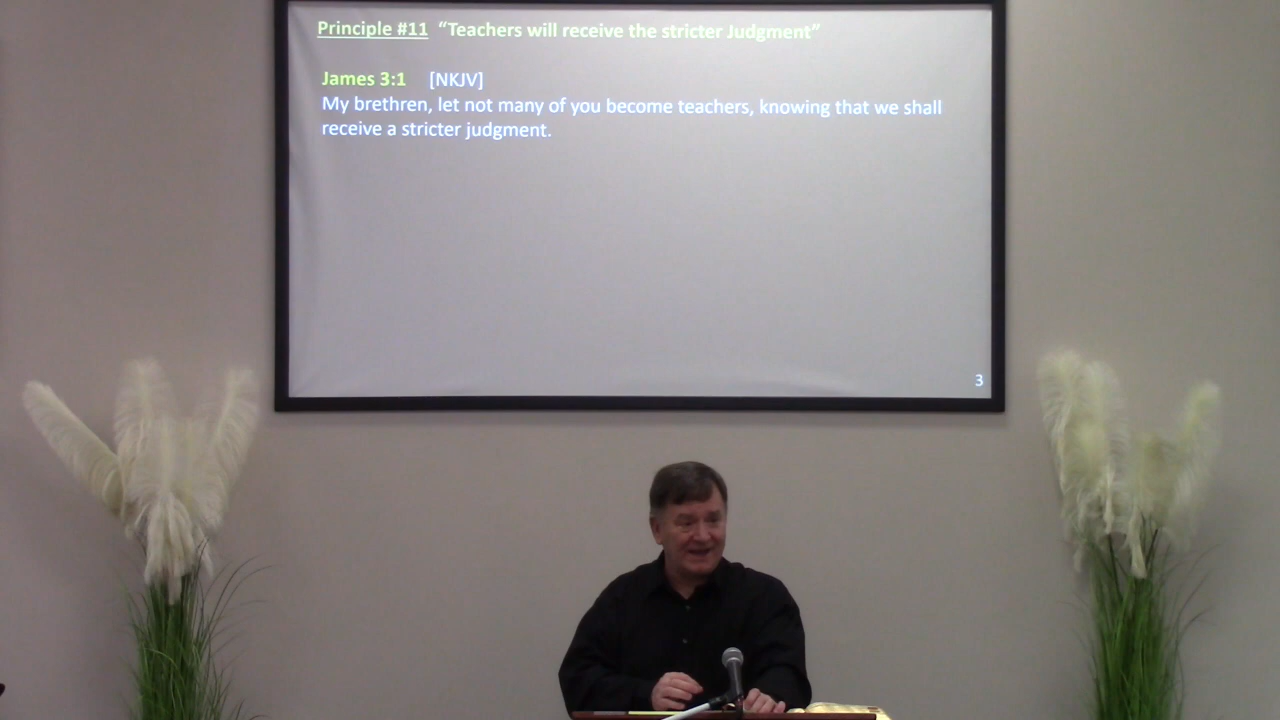 Principle #11 “Teachers will receive the stricter Judgment”
James 3:1 [NKJV]
My brethren, let not many of you become teachers, knowing that we shall
receive a stricter judgment.
3